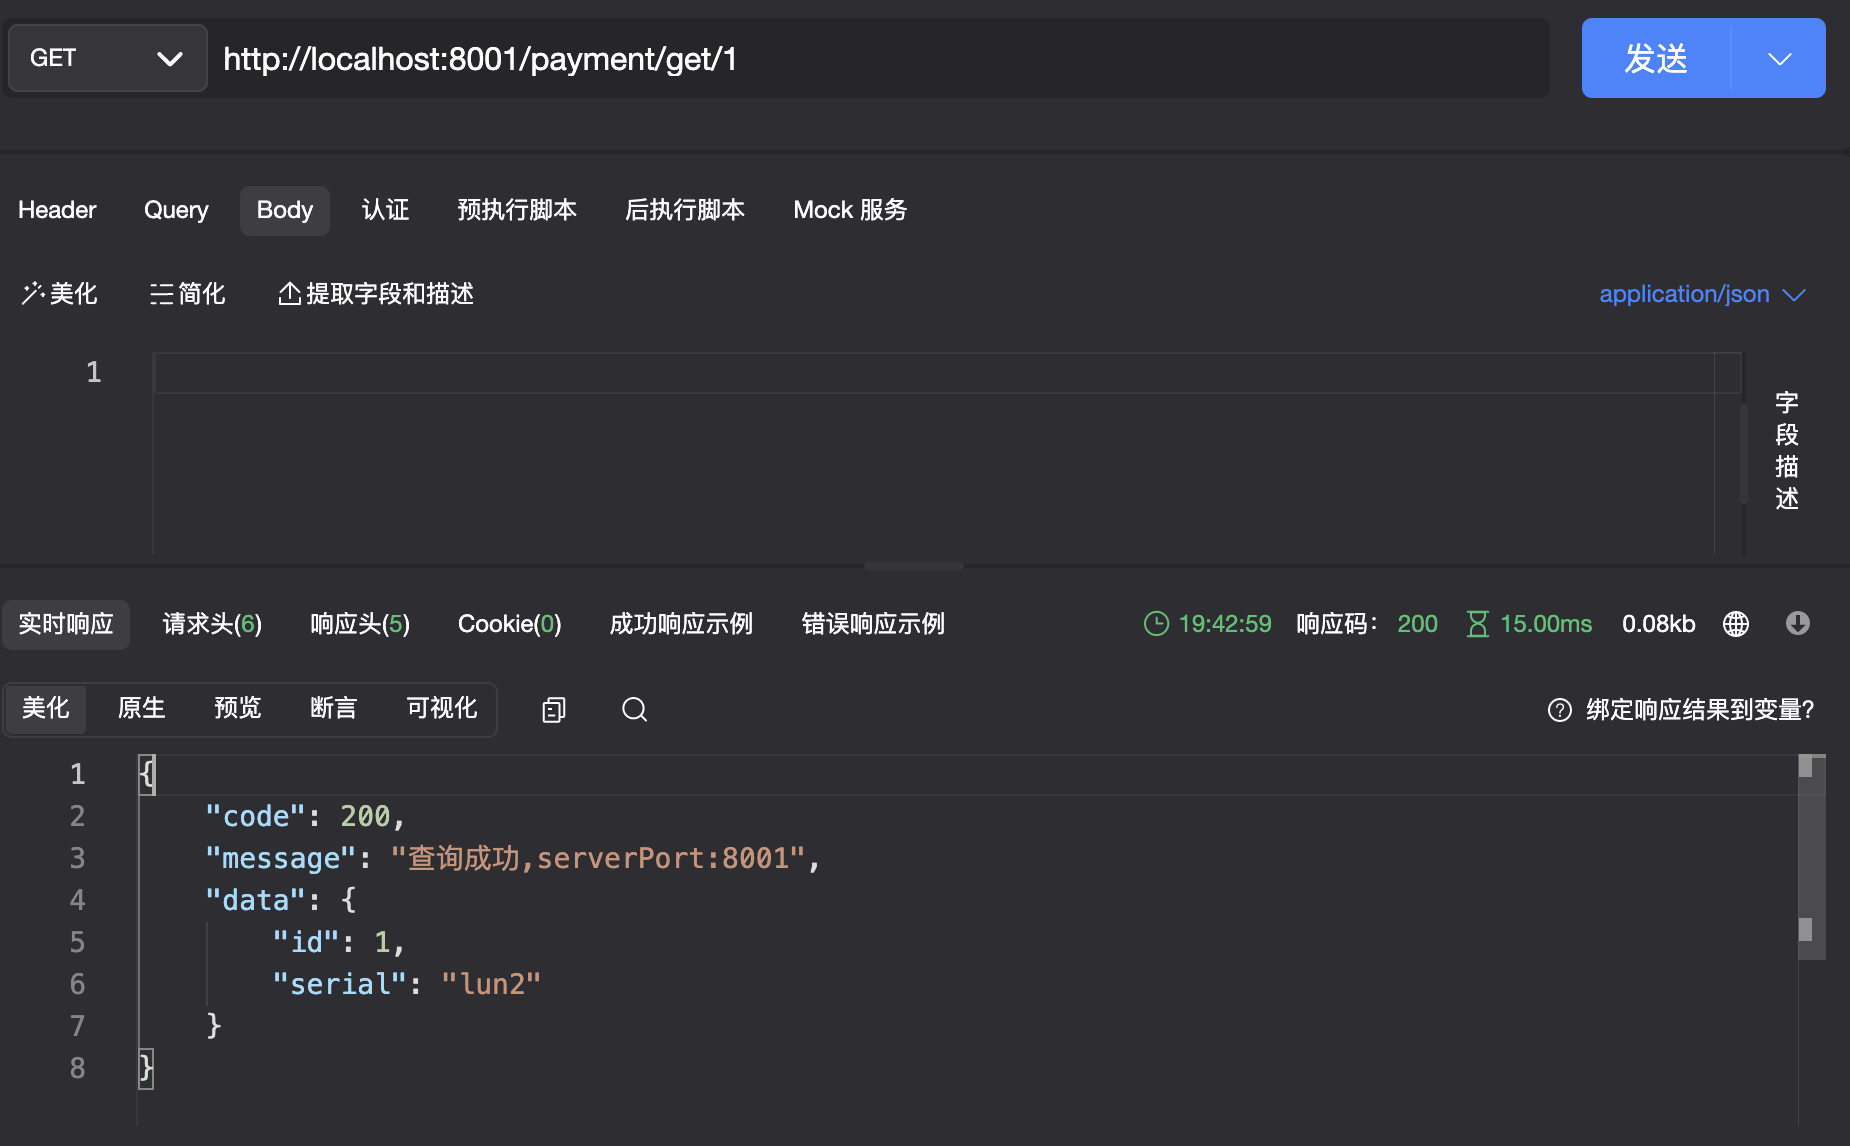 GET http://localhost:8001/payment/get/1 发送
Header Query Body 认证 预执行脚本 后执行脚本 Mock 服务
美化 简化 提取字段和描述 application/json
1
字段描述
实时响应 请求头(6) 响应头(5) Cookie(0) 成功响应示例 错误响应示例 19:42:59 响应码： 200 15.00ms 0.08kb
美化 原生 预览 断言 可视化 绑定响应结果到变量?
1 {
2 "code": 200,
3 "message": "查询成功,serverPort:8001",
4 "data": {
5 "id": 1,
6 "serial": "lun2"
7 }
8 }